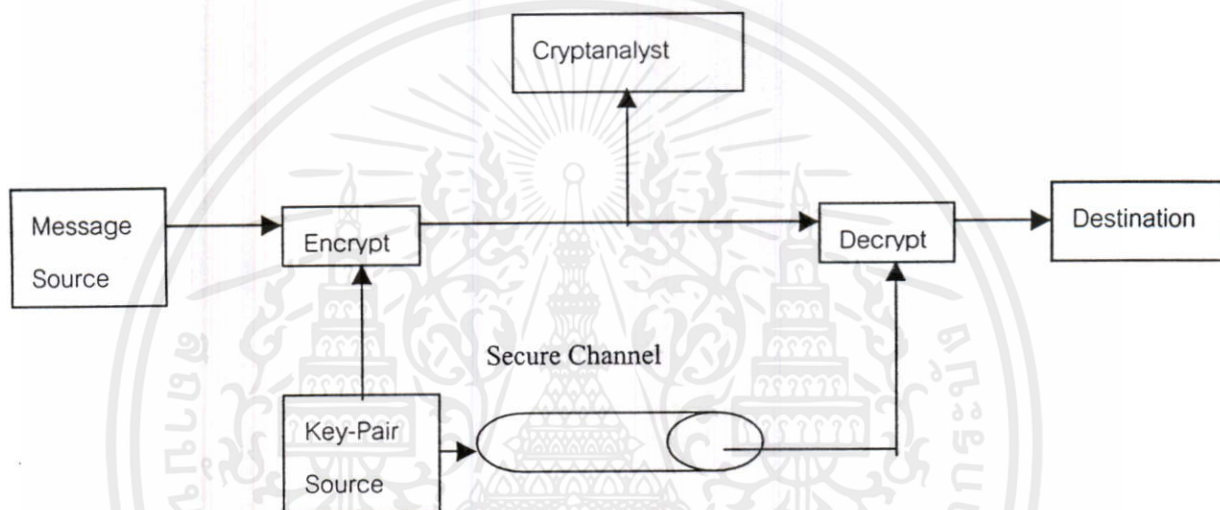 Cryptanalyst
Message
Source
Encrypt
Decrypt
Destination
Secure Channel
Key-Pair
Source